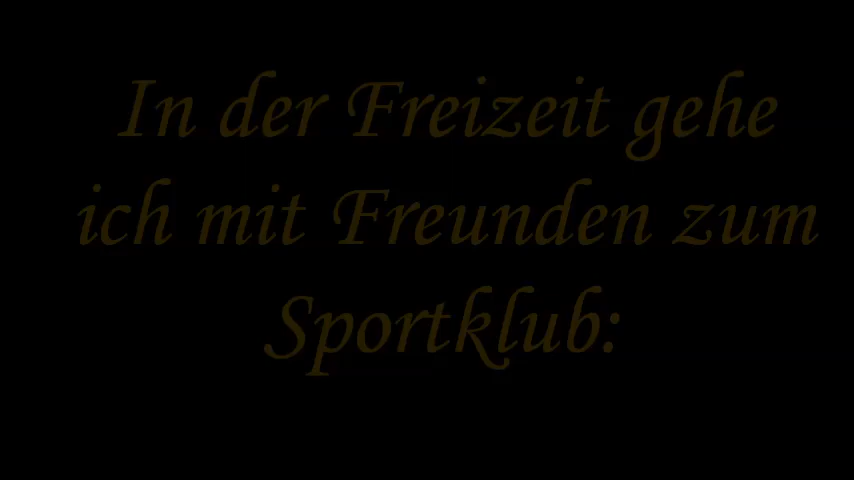 In der Freizeit gehe
ich mit Freunden zum
Sportklub: